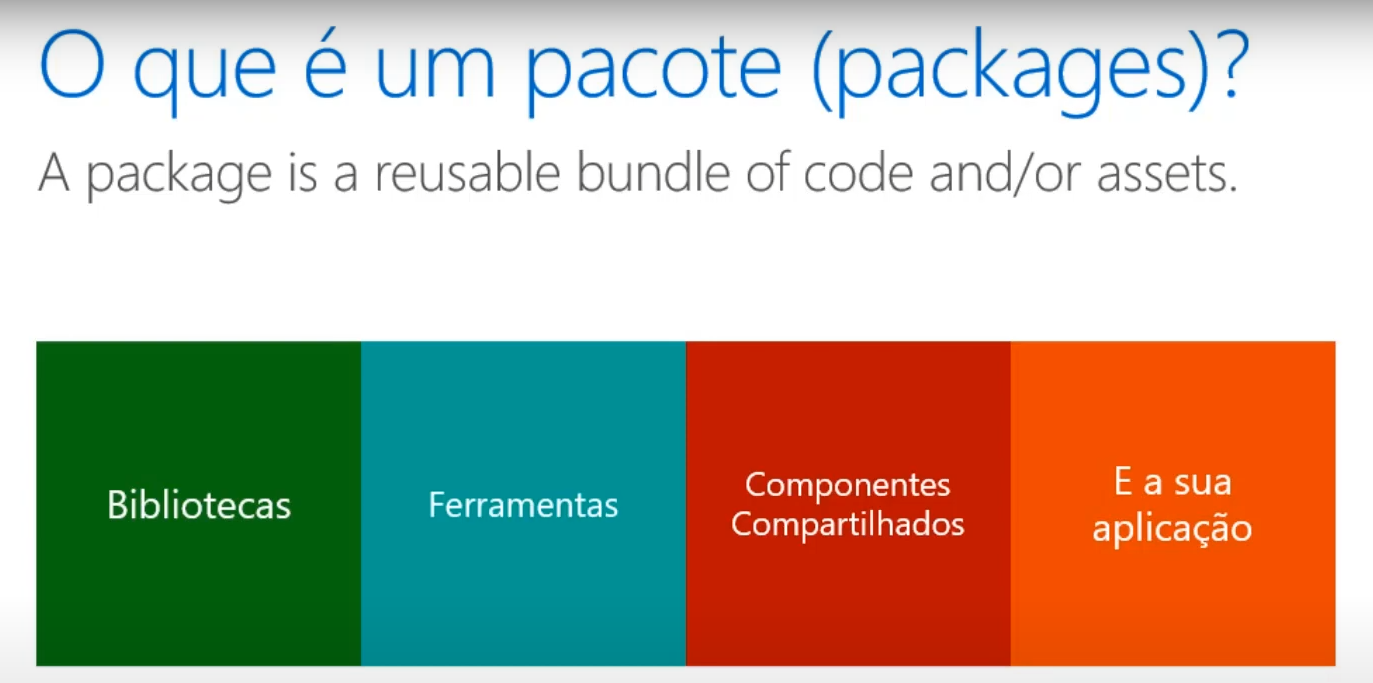 O que é um pacote (packages)?
A package is a reusable bundle of code and/or assets.
Bibliotecas
Ferramentas
Componentes
Compartilhados
E a sua
aplicação